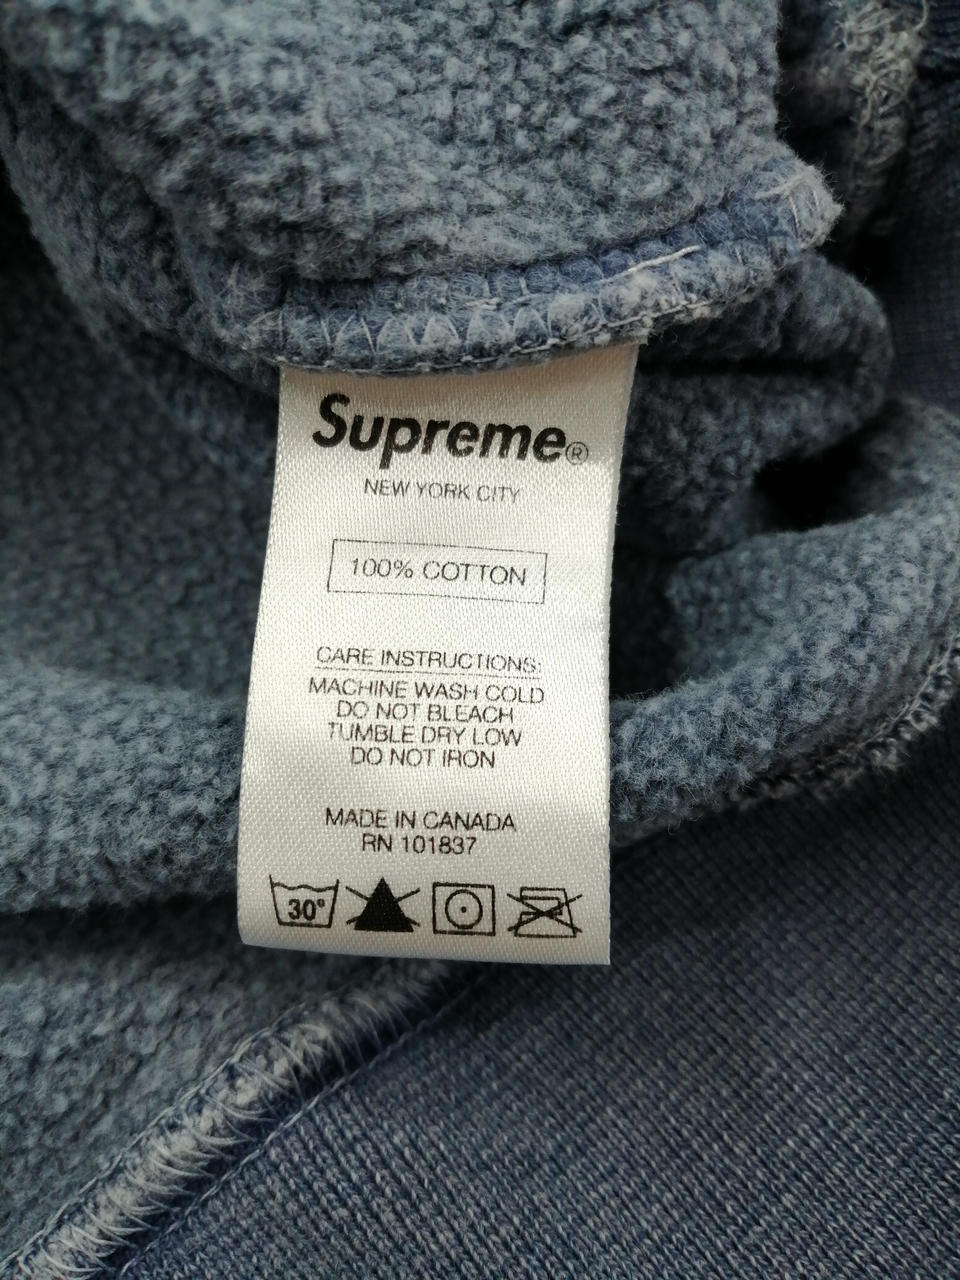 Supreme®
NEW YORK CITY
100% COTTON
CARE INSTRUCTIONS:
MACHINE WASH COLD
DO NOT BLEACH
TUMBLE DRY LOW
DO NOT IRON
MADE IN CANADA
RN 101837
30°